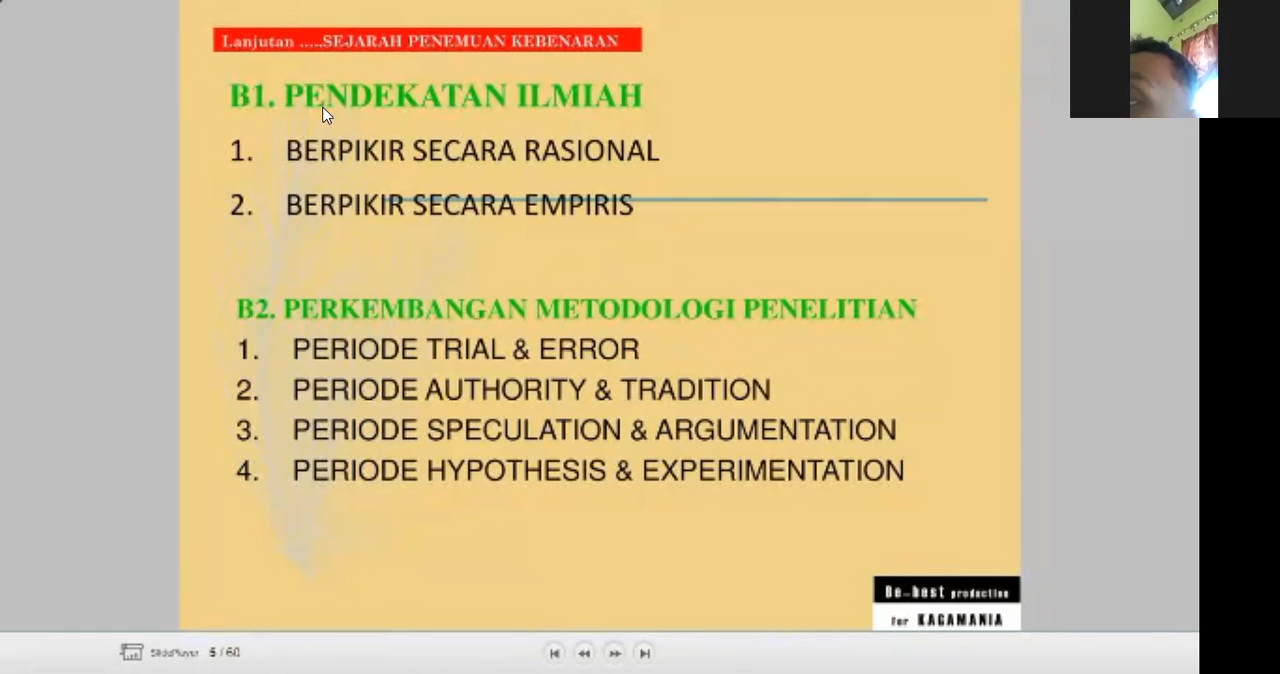 Lanjutan .....SEJARAH PENEMUAN KEBENARAN
B1. PENDEKATAN ILMIAH
1. BERPIKIR SECARA RASIONAL
2. BERPIKIR SECARA EMPIRIS
B2. PERKEMBANGAN METODOLOGI PENELITIAN
1. PERIODE TRIAL & ERROR
2. PERIODE AUTHORITY & TRADITION
3. PERIODE SPECULATION & ARGUMENTATION
4. PERIODE HYPOTHESIS & EXPERIMENTATION
Be-best production
for KAGAMANIA
SlidePlayer 5 / 60